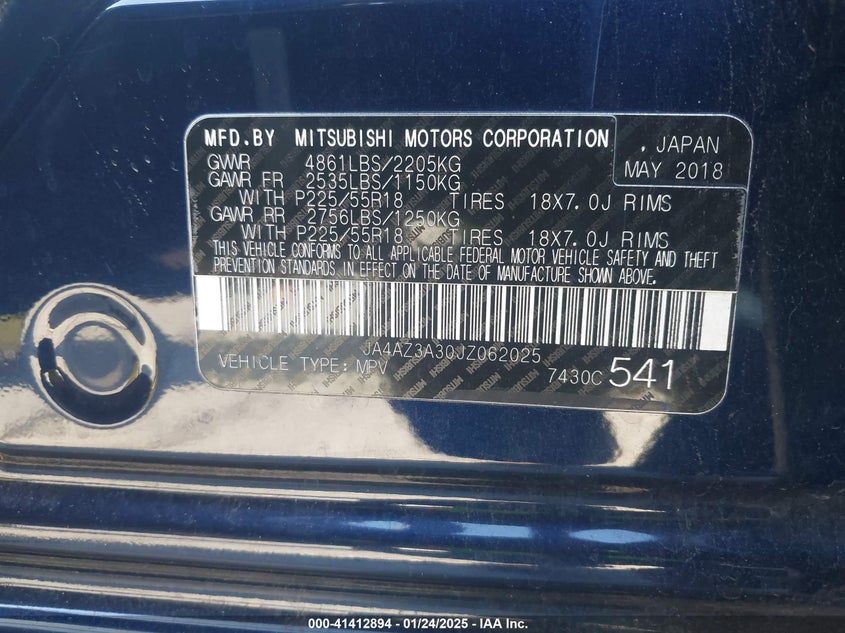 MFD.BY MITSUBISHI MOTORS CORPORATION
. JAPAN
GVWR 4861LBS/2205KG
MAY 2018
GAWR FR 2535LBS/1150KG
WITH P225/55R18 TIRES 18X7.0J RIMS
GAWR RR 2756LBS/1250KG
WITH P225/55R18 TIRES 18X7.0J RIMS
THIS VEHICLE CONFORMS TO ALL APPLICABLE FEDERAL MOTOR VEHICLE SAFETY AND THEFT
PREVENTION STANDARDS IN EFFECT ON THE DATE OF MANUFACTURE SHOWN ABOVE.
JA4AZ3A30JZ062025
VEHICLE TYPE: MPV 7430C 541
000-41412894 - 01/24/2025 - IAA Inc.